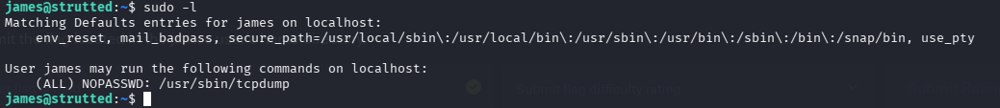 james@strutted:~$ sudo -l
Matching Defaults entries for james on localhost:
    env_reset, mail_badpass, secure_path=/usr/local/sbin\:/usr/local/bin\:/usr/sbin\:/usr/bin\:/sbin\:/bin\:/snap/bin, use_pty

User james may run the following commands on localhost:
    (ALL) NOPASSWD: /usr/sbin/tcpdump
james@strutted:~$